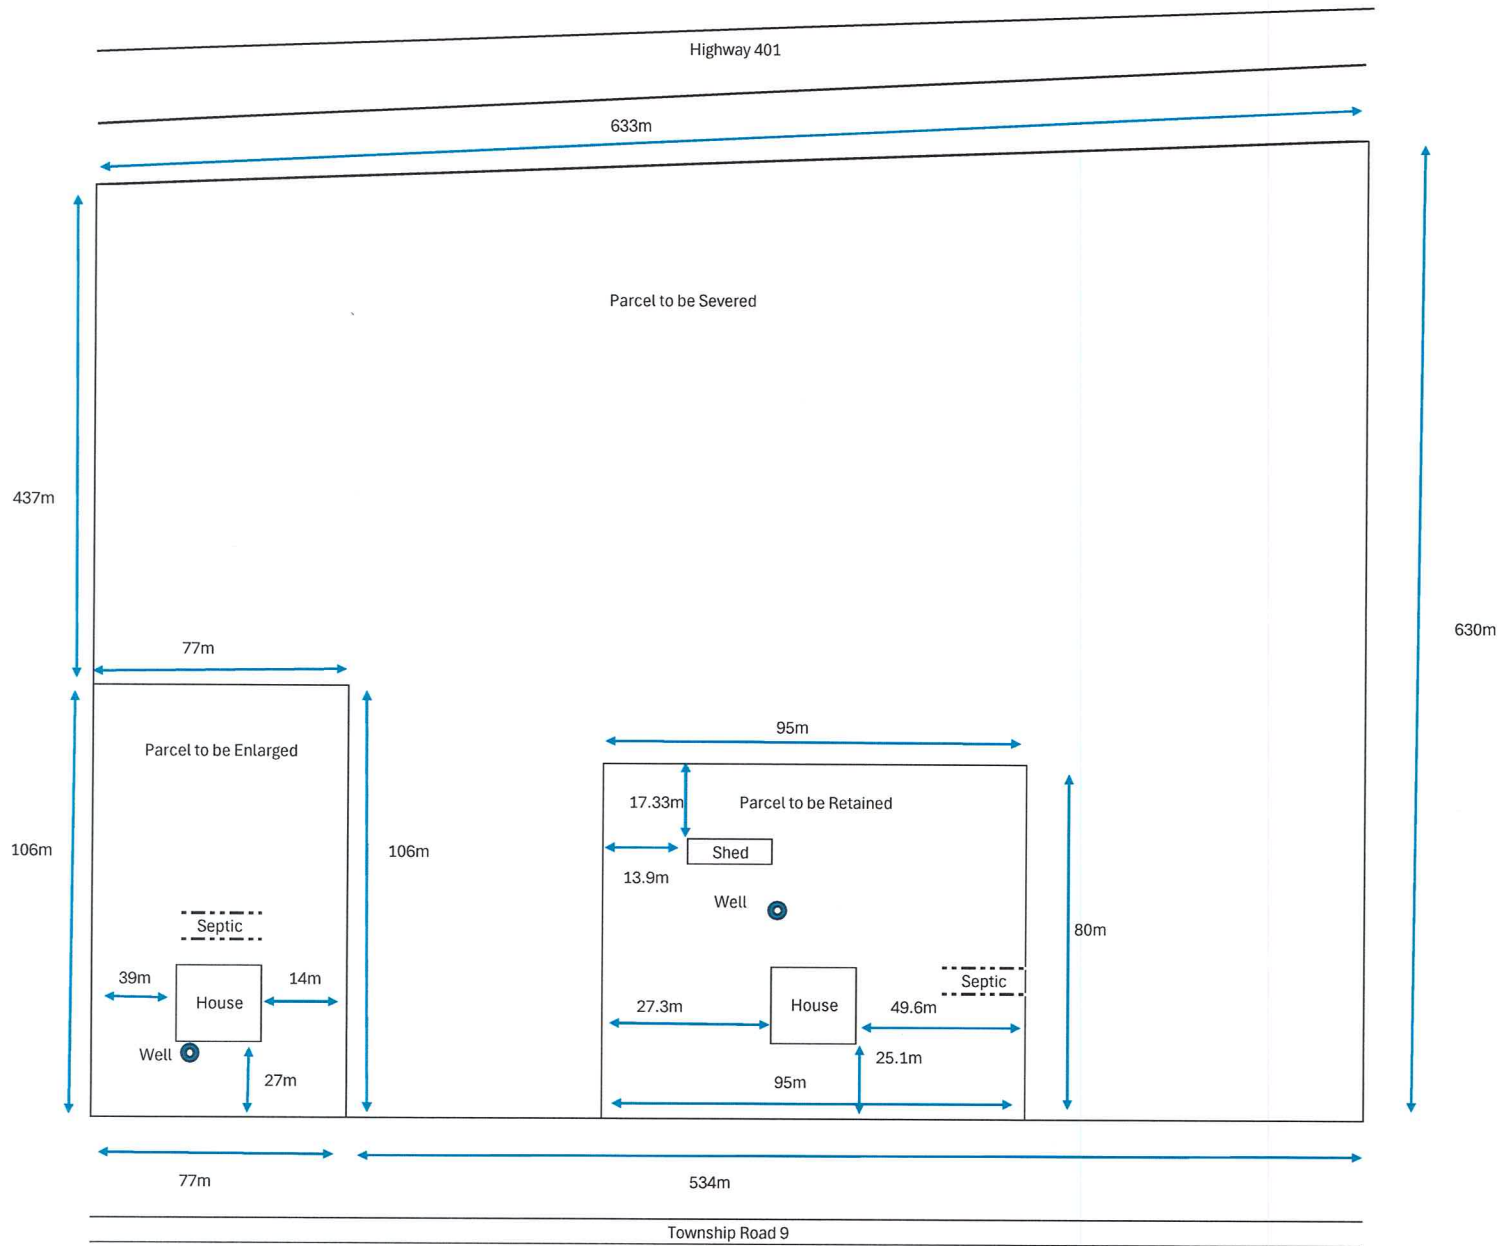 Highway 401
633m
Parcel to be Severed
437m
630m
77m
95m
Parcel to be Enlarged
17.33m
Parcel to be Retained
106m
106m
Shed
13.9m
Well
80m
Septic
39m
14m
House
Septic
27.3m
House
49.6m
Well
27m
25.1m
95m
77m
534m
Township Road 9